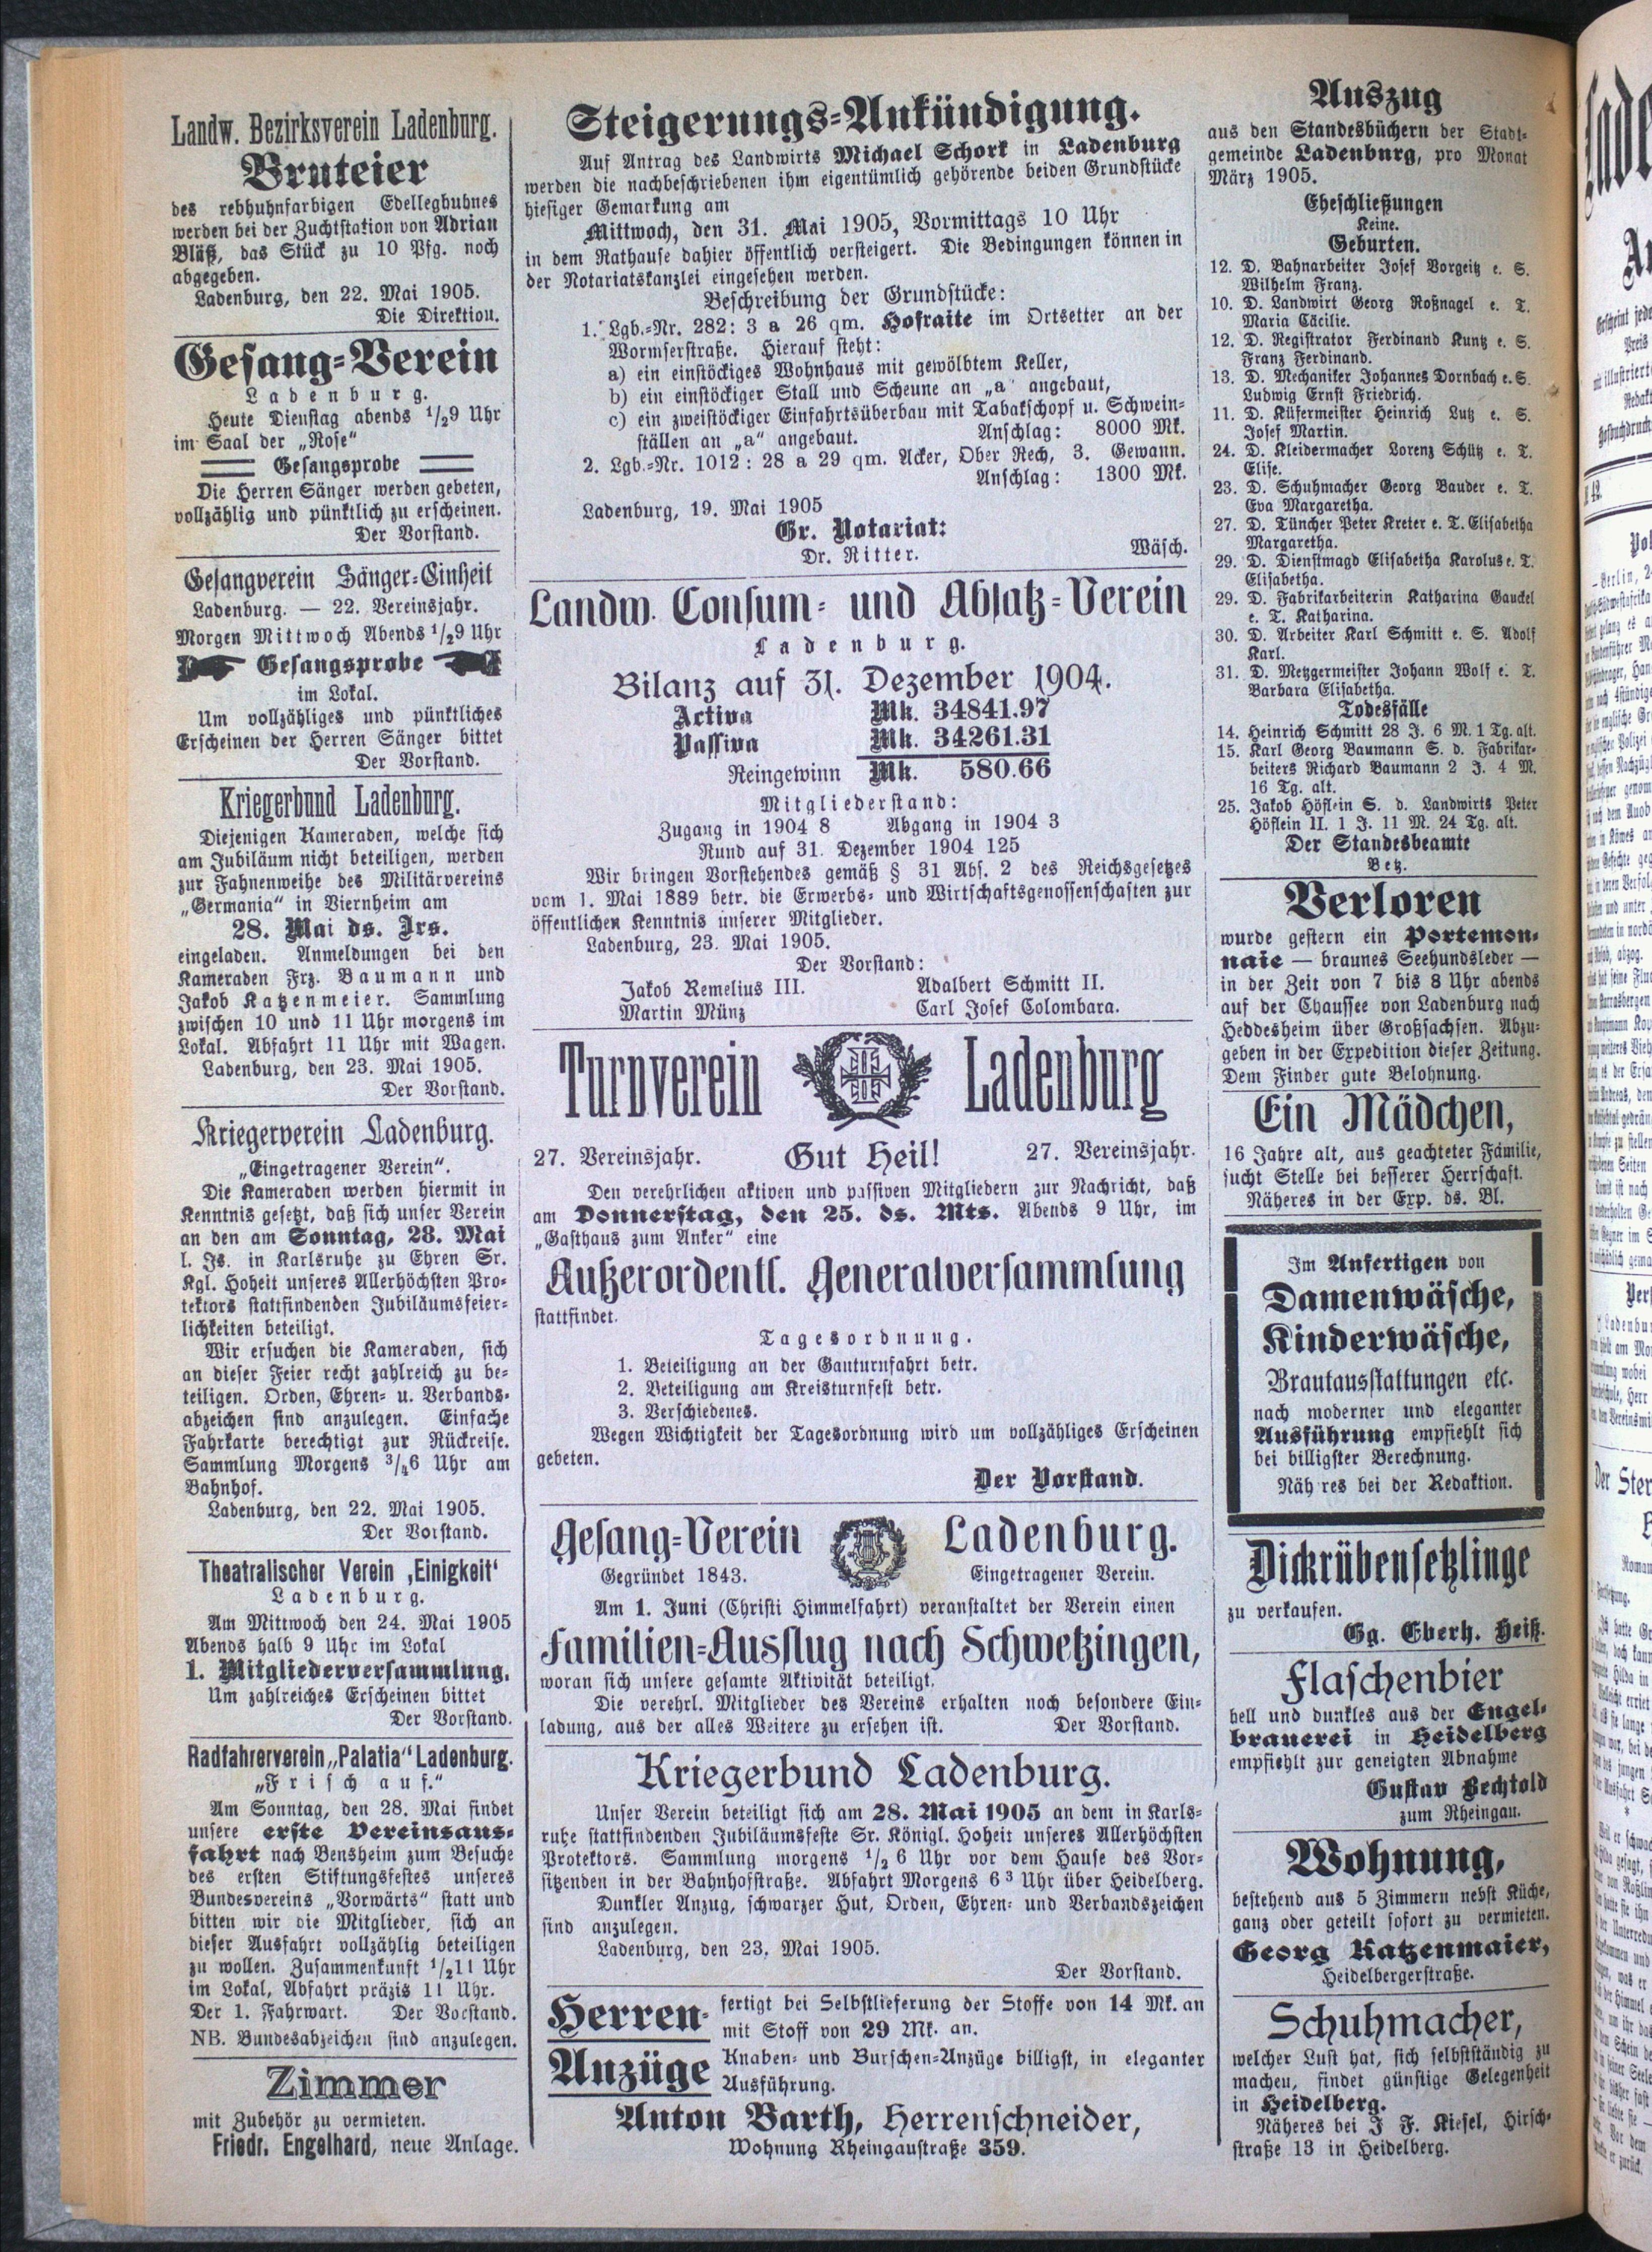 Landw. Bezirksverein Ladenburg.
Bruteier
des rebhuhnfarbigen Edelleghuhnes
werden bei der Zuchtstation von Adrian
Bläß, das Stück zu 10 Pfg. noch
abgegeben.
Ladenburg, den 22. Mai 1905.
Die Direktion.
Gesang-Verein
Ladenburg.
Heute Dienstag abends 1/29 Uhr
im Saal der „Rose“
Gesangsprobe
Die Herren Sänger werden gebeten,
vollzählig und pünktlich zu erscheinen.
Der Vorstand.
Gesangverein Sänger-Einheit
Ladenburg. — 22. Vereinsjahr.
Morgen Mittwoch Abends 1/29 Uhr
Gesangsprobe
im Lokal.
Um vollzähliges und pünktliches
Erscheinen der Herren Sänger bittet
Der Vorstand.
Kriegerbund Ladenburg.
Diejenigen Kameraden, welche sich
am Jubiläum nicht beteiligen, werden
zur Fahnenweihe des Militärvereins
„Germania“ in Viernheim am
28. Mai ds. Jrs.
eingeladen. Anmeldungen bei den
Kameraden Frz. Baumann und
Jakob Katzenmeier. Sammlung
zwischen 10 und 11 Uhr morgens im
Lokal. Abfahrt 11 Uhr mit Wagen.
Ladenburg, den 23. Mai 1905.
Der Vorstand.
Kriegerverein Ladenburg.
„Eingetragener Verein“.
Die Kameraden werden hiermit in
Kenntnis gesetzt, daß sich unser Verein
an den am Sonntag, 28. Mai
l. Js. in Karlsruhe zu Ehren Sr.
Kgl. Hoheit unseres Allerhöchsten Pro-
tektors stattfindenden Jubiläumsfeier-
lichkeiten beteiligt.
Wir ersuchen die Kameraden, sich
an dieser Feier recht zahlreich zu be-
teiligen. Orden, Ehren- u. Verbands-
abzeichen sind anzulegen. Einfache
Fahrkarte berechtigt zur Rückreise.
Sammlung Morgens 3/46 Uhr am
Bahnhof.
Ladenburg, den 22. Mai 1905.
Der Vorstand.
Theatralischer Verein ‚Einigkeit‘
Ladenburg.
Am Mittwoch den 24. Mai 1905
Abends halb 9 Uhr im Lokal
1. Mitgliederversammlung.
Um zahlreiches Erscheinen bittet
Der Vorstand.
Radfahrerverein „Palatia“ Ladenburg.
„Frisch auf.“
Am Sonntag, den 28. Mai findet
unsere erste Vereinsaus-
fahrt nach Bensheim zum Besuche
des ersten Stiftungsfestes unseres
Bundesvereins „Vorwärts“ statt und
bitten wir die Mitglieder, sich an
dieser Ausfahrt vollzählig beteiligen
zu wollen. Zusammenkunft 1/211 Uhr
im Lokal, Abfahrt präzis 11 Uhr.
Der 1. Fahrwart. Der Vorstand.
NB. Bundesabzeichen sind anzulegen.
Zimmer
mit Zubehör zu vermieten.
Friedr. Engelhard, neue Anlage.
Steigerungs-Ankündigung.
Auf Antrag des Landwirts Michael Schork in Ladenburg
werden die nachbeschriebenen ihm eigentümlich gehörende beiden Grundstücke
hiesiger Gemarkung am
Mittwoch, den 31. Mai 1905, Vormittags 10 Uhr
in dem Rathause dahier öffentlich versteigert. Die Bedingungen können in
der Notariatskanzlei eingesehen werden.
Beschreibung der Grundstücke:
1. Lgb.-Nr. 282: 3 a 26 qm. Hofraite im Ortsetter an der
Wormserstraße. Hierauf steht:
a) ein einstöckiges Wohnhaus mit gewölbtem Keller,
b) ein einstöckiger Stall und Scheune an „a“ angebaut,
c) ein zweistöckiger Einfahrtsüberbau mit Tabakschopf u. Schwein-
ställen an „a“ angebaut. Anschlag: 8000 Mk.
2. Lgb.-Nr. 1012: 28 a 29 qm. Acker, Ober Rech, 3. Gewann.
Anschlag: 1300 Mk.
Ladenburg, 19. Mai 1905
Gr. Notariat:
Dr. Ritter. Wäsch.
Landw. Consum- und Absatz-Verein
Ladenburg.
Bilanz auf 31. Dezember 1904.
Activa Mk. 34841.97
Passiva Mk. 34261.31
Reingewinn Mk. 580.66
Mitgliederstand:
Zugang in 1904 8 Abgang in 1904 3
Rund auf 31. Dezember 1904 125
Wir bringen Vorstehendes gemäß § 31 Abs. 2 des Reichsgesetzes
vom 1. Mai 1889 betr. die Erwerbs- und Wirtschaftsgenossenschaften zur
öffentlichen Kenntnis unserer Mitglieder.
Ladenburg, 23. Mai 1905.
Der Vorstand:
Jakob Remelius III. Adalbert Schmitt II.
Martin Münz Carl Josef Colombara.
Turnverein Ladenburg
27. Vereinsjahr. Gut Heil! 27. Vereinsjahr.
Den verehrlichen aktiven und passiven Mitgliedern zur Nachricht, daß
am Donnerstag, den 25. ds. Mts. Abends 9 Uhr, im
„Gasthaus zum Anker“ eine
Außerordentl. Generalversammlung
stattfindet.
Tagesordnung.
1. Beteiligung an der Gauturnfahrt betr.
2. Beteiligung am Kreisturnfest betr.
3. Verschiedenes.
Wegen Wichtigkeit der Tagesordnung wird um vollzähliges Erscheinen
gebeten.
Der Vorstand.
Gesang-Verein Ladenburg.
Gegründet 1843. Eingetragener Verein.
Am 1. Juni (Christi Himmelfahrt) veranstaltet der Verein einen
Familien-Ausflug nach Schwetzingen,
woran sich unsere gesamte Aktivität beteiligt.
Die verehrl. Mitglieder des Vereins erhalten noch besondere Ein-
ladung, aus der alles Weitere zu ersehen ist. Der Vorstand.
Kriegerbund Ladenburg.
Unser Verein beteiligt sich am 28. Mai 1905 an dem in Karls-
ruhe stattfindenden Jubiläumsfeste Sr. Königl. Hoheit unseres Allerhöchsten
Protektors. Sammlung morgens 1/2 6 Uhr vor dem Hause des Vor-
sitzenden in der Bahnhofstraße. Abfahrt Morgens 6 3 Uhr über Heidelberg.
Dunkler Anzug, schwarzer Hut, Orden, Ehren- und Verbandszeichen
sind anzulegen.
Ladenburg, den 23. Mai 1905.
Der Vorstand.
Herren- fertigt bei Selbstlieferung der Stoffe von 14 Mk. an
mit Stoff von 29 Mk. an.
Anzüge Knaben- und Burschen-Anzüge billigst, in eleganter
Ausführung.
Anton Barth, Herrenschneider,
Wohnung Rheingaustraße 359.
Auszug
aus den Standesbüchern der Stadt-
gemeinde Ladenburg, pro Monat
März 1905.
Eheschließungen
Keine.
Geburten.
12. D. Bahnarbeiter Josef Vorgeitz e. S.
Wilhelm Franz.
10. D. Landwirt Georg Roßnagel e. T.
Maria Cäcilie.
12. D. Registrator Ferdinand Kuntz e. S.
Franz Ferdinand.
13. D. Mechaniker Johannes Dornbach e. S.
Ludwig Ernst Friedrich.
11. D. Küfermeister Heinrich Lutz e. S.
Josef Martin.
24. D. Kleidermacher Lorenz Schütz e. T.
Elise.
23. D. Schuhmacher Georg Bauder e. T.
Eva Margaretha.
27. D. Tüncher Peter Kreter e. T. Elisabetha
Margaretha.
29. D. Dienstmagd Elisabetha Karolus e. T.
Elisabetha.
29. D. Fabrikarbeiterin Katharina Gauckel
e. T. Katharina.
30. D. Arbeiter Karl Schmitt e. S. Adolf
Karl.
31. D. Metzgermeister Johann Wolf e. T.
Barbara Elisabetha.
Todesfälle
14. Heinrich Schmitt 28 J. 6 M. 1 Tg. alt.
15. Karl Georg Baumann S. d. Fabrikar-
beiters Richard Baumann 2 J. 4 M.
16 Tg. alt.
25. Jakob Höflein S. d. Landwirts Peter
Höflein II. 1 J. 11 M. 24 Tg. alt.
Der Standesbeamte
Betz.
Verloren
wurde gestern ein Portemon-
naie — braunes Seehundsleder —
in der Zeit von 7 bis 8 Uhr abends
auf der Chaussee von Ladenburg nach
Heddesheim über Großsachsen. Abzu-
geben in der Expedition dieser Zeitung.
Dem Finder gute Belohnung.
Ein Mädchen,
16 Jahre alt, aus geachteter Familie,
sucht Stelle bei besserer Herrschaft.
Näheres in der Exp. ds. Bl.
Im Anfertigen von
Damenwäsche,
Kinderwäsche,
Brautausstattungen etc.
nach moderner und eleganter
Ausführung empfiehlt sich
bei billigster Berechnung.
Näh res bei der Redaktion.
Dickrübensetzlinge
zu verkaufen.
Gg. Eberh. Heiß.
Flaschenbier
hell und dunkles aus der Engel-
brauerei in Heidelberg
empfiehlt zur geneigten Abnahme
Gustav Bechtold
zum Rheingau.
Wohnung,
bestehend aus 5 Zimmern nebst Küche,
ganz oder geteilt sofort zu vermieten.
Georg Katzenmaier,
Heidelbergerstraße.
Schuhmacher,
welcher Lust hat, sich selbstständig zu
machen, findet günstige Gelegenheit
in Heidelberg.
Näheres bei J F. Kiesel, Hirsch-
straße 13 in Heidelberg.